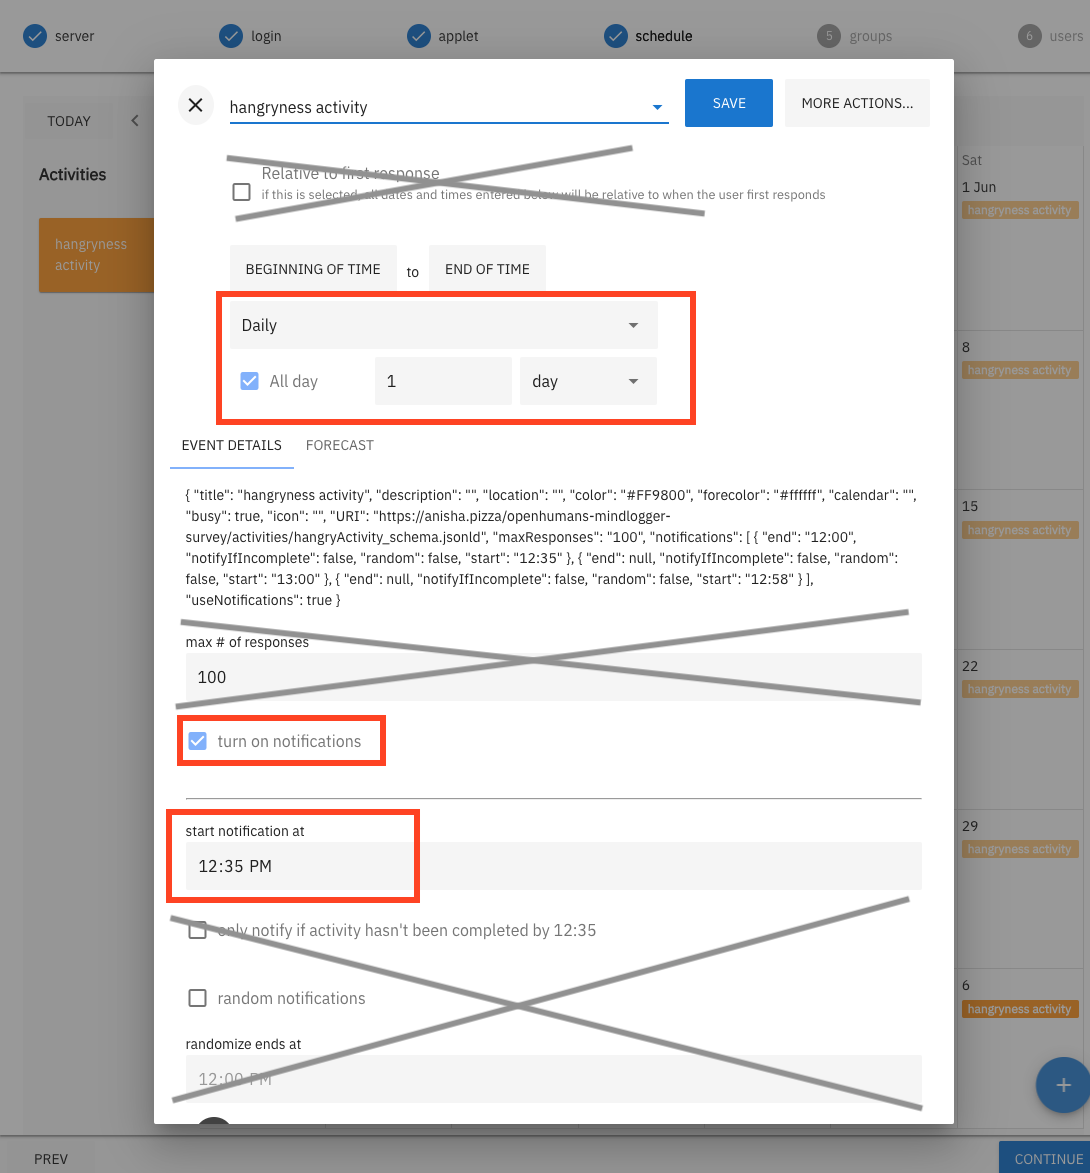 server
login
applet
schedule
5 groups
6 users
TODAY
Activities
hangryness
activity
hangryness activity
SAVE
MORE ACTIONS...
Relative to first response
if this is selected, all dates and times entered below will be relative to when the user first responds
BEGINNING OF TIME to END OF TIME
Daily
All day
1
day
EVENT DETAILS
FORECAST
{ "title": "hangryness activity", "description": "", "location": "", "color": "#FF9800", "forecolor": "#ffffff", "calendar": "",
"busy": true, "icon": "", "URI": "https://anisha.pizza/openhumans-mindlogger-
survey/activities/hangryActivity_schema.jsonld", "maxResponses": "100", "notifications": [ { "end": "12:00",
"notifyIfIncomplete": false, "random": false, "start": "12:35" }, { "end": null, "notifyIfIncomplete": false, "random":
false, "start": "13:00" }, { "end": null, "notifyIfIncomplete": false, "random": false, "start": "12:58" } ],
"useNotifications": true }
max # of responses
100
turn on notifications
start notification at
12:35 PM
only notify if activity hasn't been completed by 12:35
random notifications
randomize ends at
12:00 PM
Sat
1 Jun
hangryness activity
8
hangryness activity
15
hangryness activity
22
hangryness activity
29
hangryness activity
6
hangryness activity
+
PREV
CONTINUE